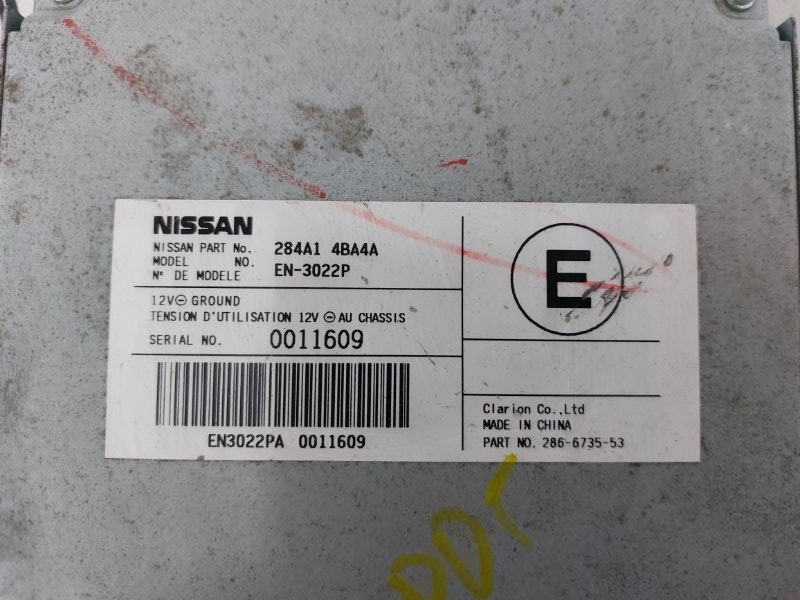 NISSAN
NISSAN PART No. 284A1 4BA4A
MODEL NO. EN-3022P
N° DE MODELE
12V⊖ GROUND
TENSION D'UTILISATION 12V ⊖ AU CHASSIS
SERIAL NO. 0011609
EN3022PA 0011609
E
Clarion Co.,Ltd
MADE IN CHINA
PART NO. 286-6735-53